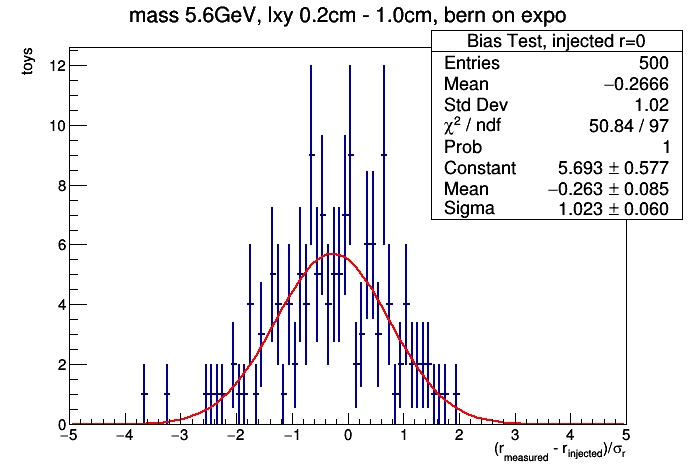 mass 5.6GeV, lxy 0.2cm - 1.0cm, bern on expo
Bias Test, injected r=0
Entries 500
Mean −0.2666
Std Dev 1.02
χ² / ndf 50.84 / 97
Prob 1
Constant 5.693 ± 0.577
Mean −0.263 ± 0.085
Sigma 1.023 ± 0.060
toys
12
10
8
6
4
2
0
−5 −4 −3 −2 −1 0 1 2 3 4 5
(r_measured - r_injected)/σ_r